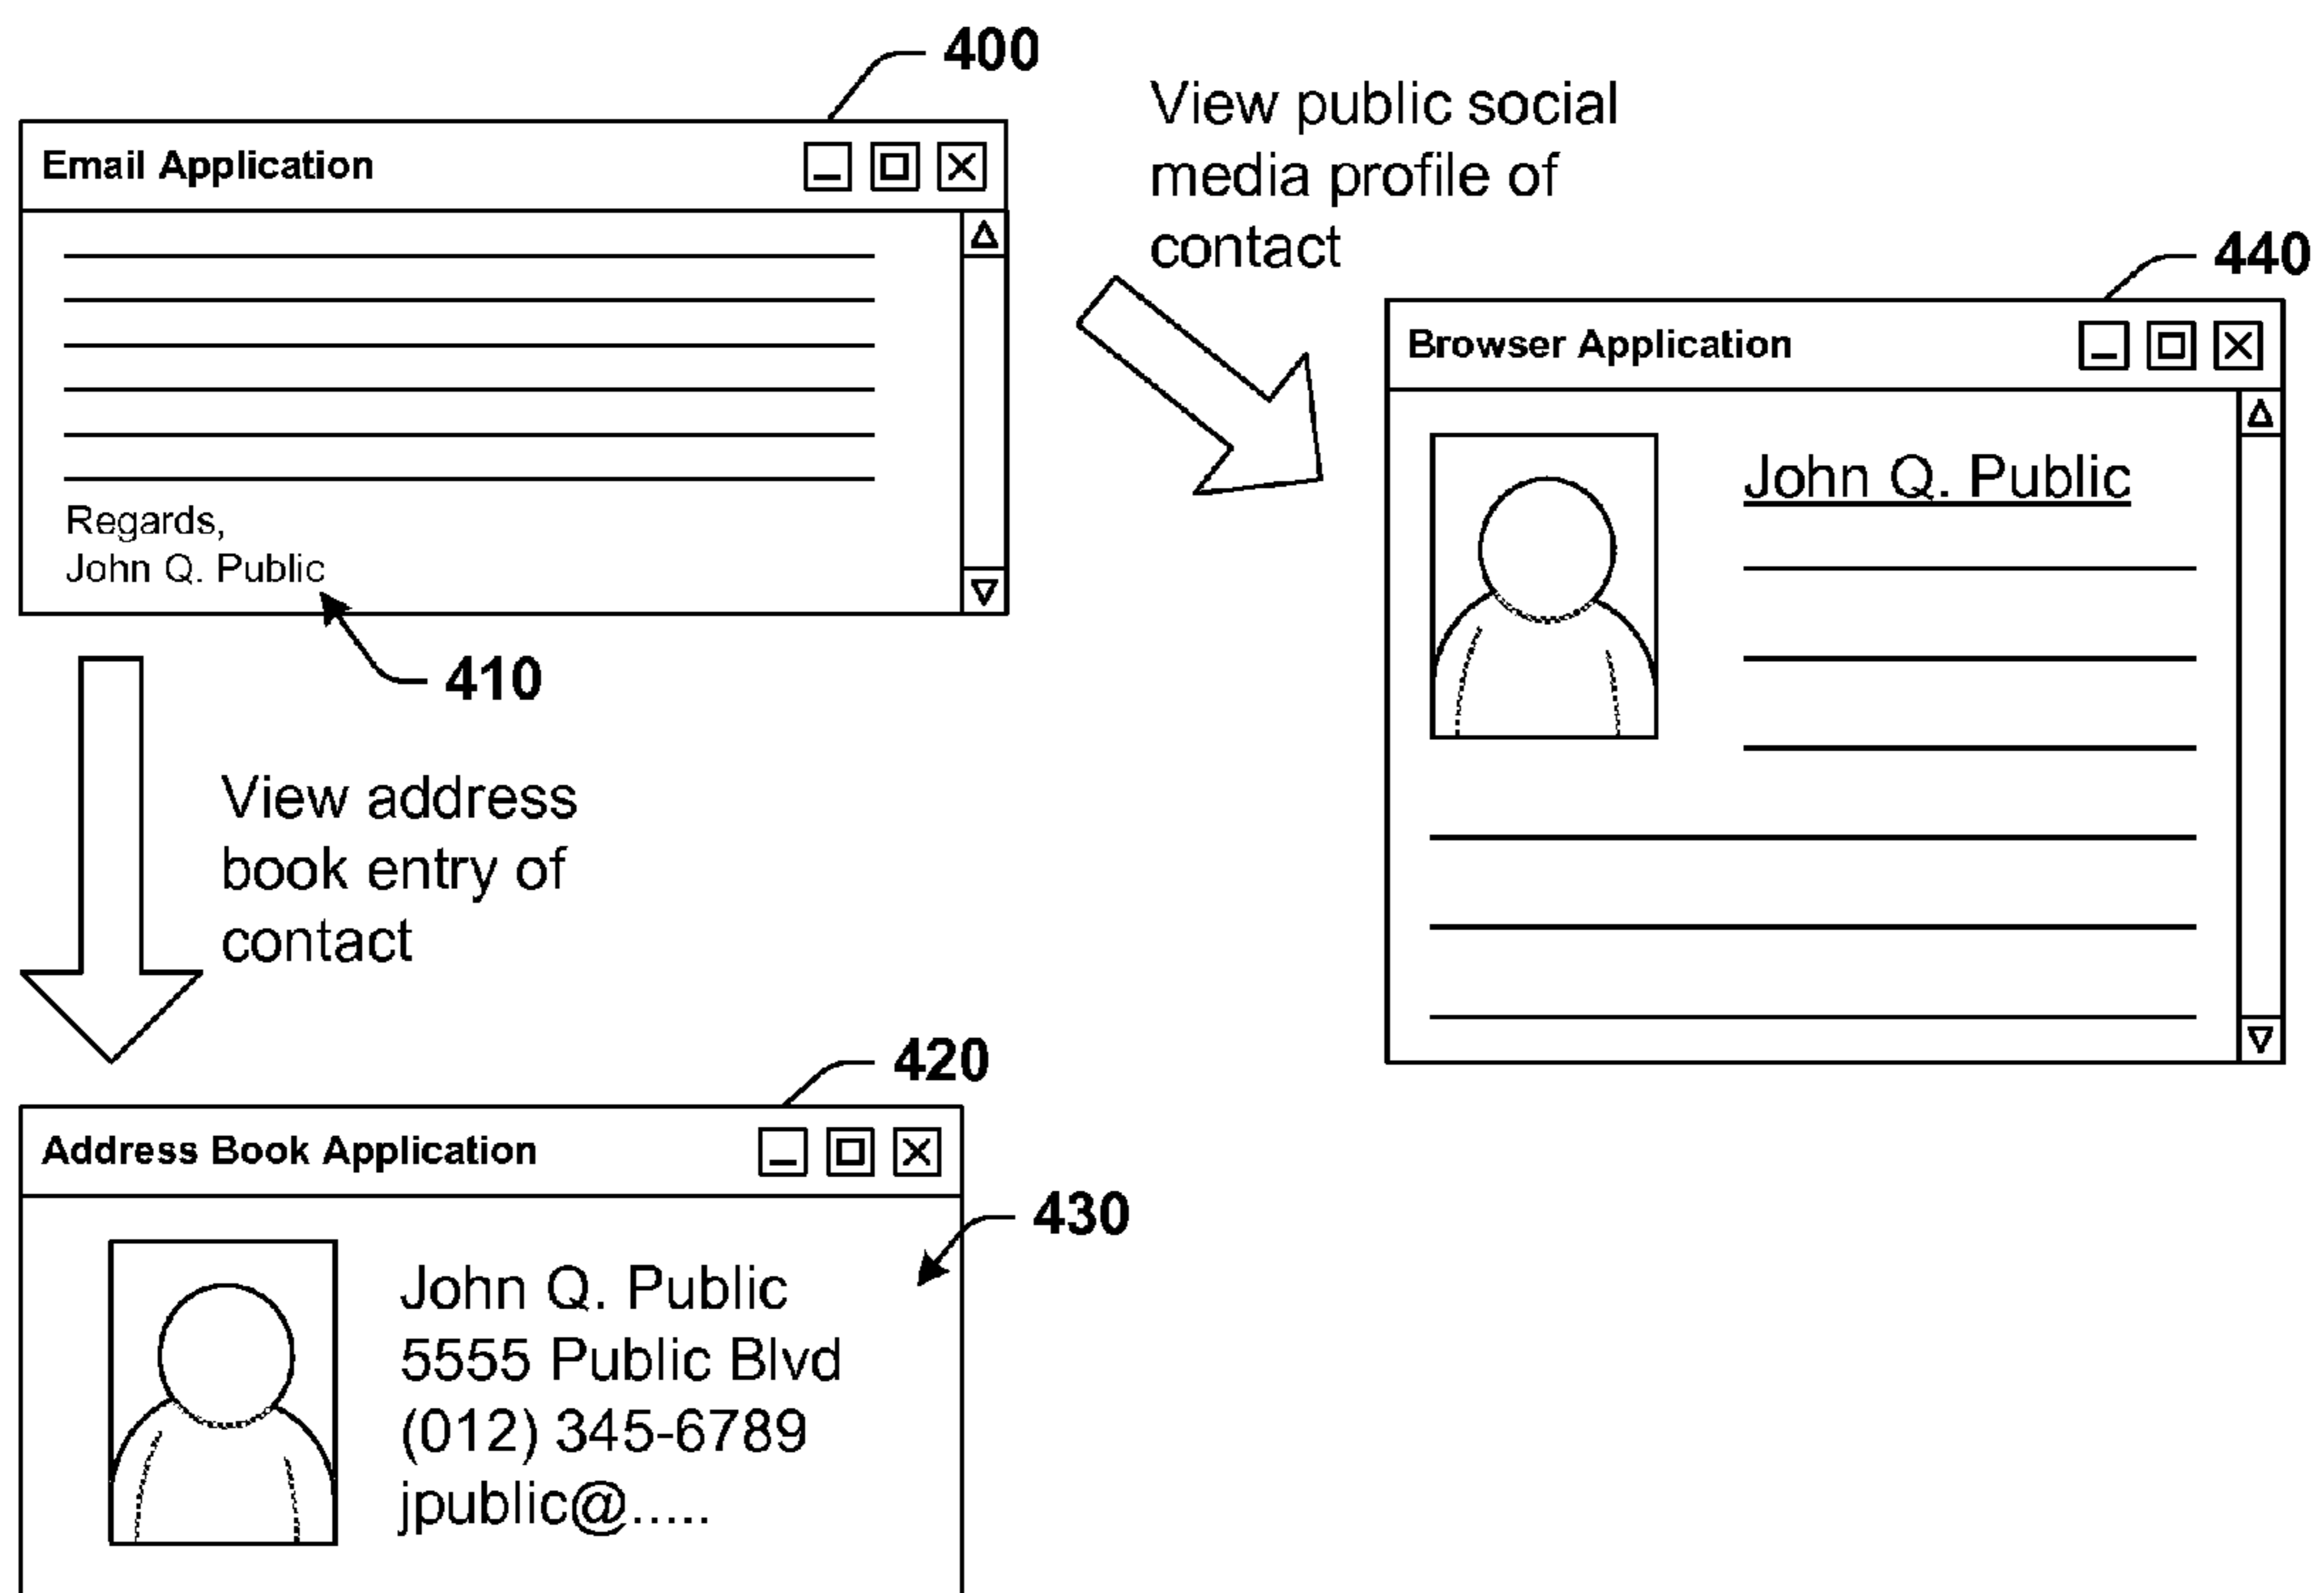 400
Email Application
Regards,
John Q. Public
410
View public social
media profile of
contact
440
Browser Application
John Q. Public
View address
book entry of
contact
420
Address Book Application
430
John Q. Public
5555 Public Blvd
(012) 345-6789
jpublic@.....